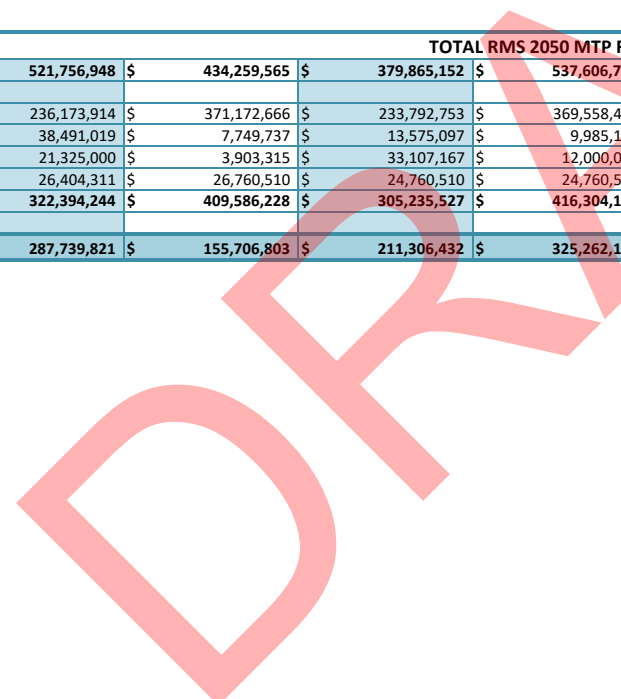 TOTAL RMS 2050 MTP
521,756,948 $ 434,259,565 $ 379,865,152 $ 537,606,7
236,173,914 $ 371,172,666 $ 233,792,753 $ 369,558,4
38,491,019 $ 7,749,737 $ 13,575,097 $ 9,985,1
21,325,000 $ 3,903,315 $ 33,107,167 $ 12,000,0
26,404,311 $ 26,760,510 $ 24,760,510 $ 24,760,5
322,394,244 $ 409,586,228 $ 305,235,527 $ 416,304,1
287,739,821 $ 155,706,803 $ 211,306,432 $ 325,262,1
DRA